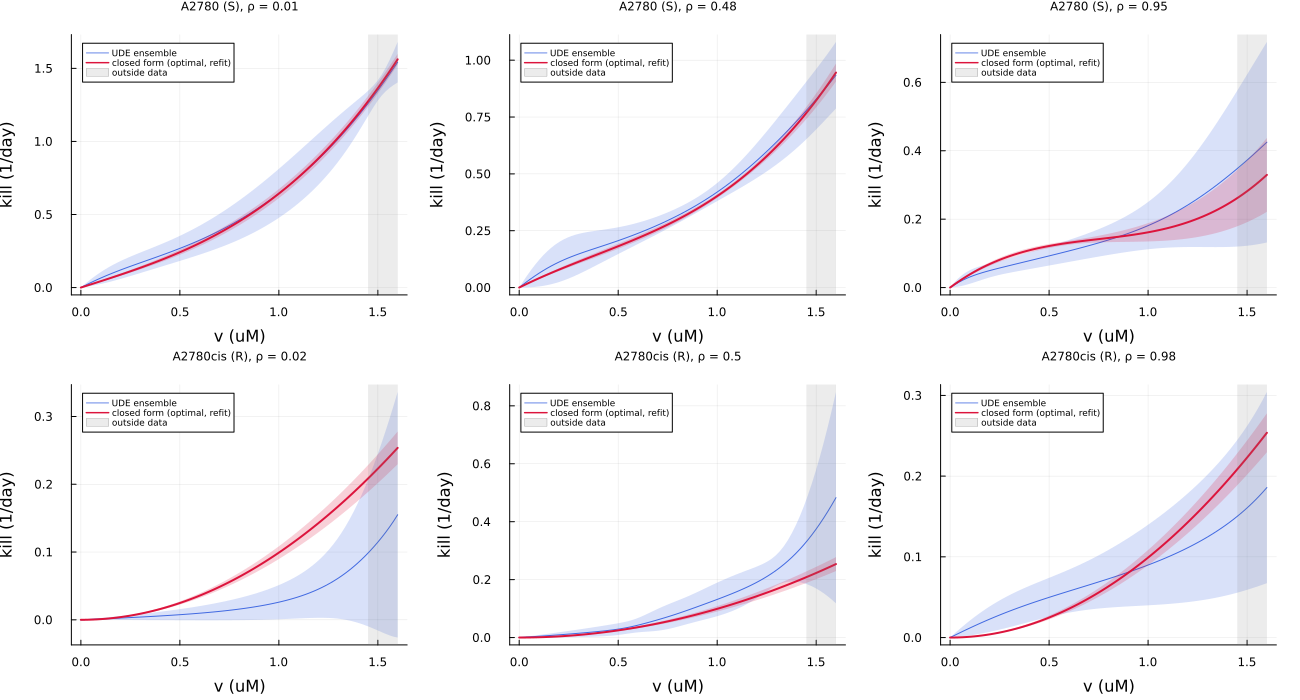 A2780 (S), ρ = 0.01
kill (1/day)
1.5
1.0
0.5
0.0
UDE ensemble
closed form (optimal, refit)
outside data
0.0 0.5 1.0 1.5
v (uM)
A2780 (S), ρ = 0.48
kill (1/day)
1.00
0.75
0.50
0.25
0.00
UDE ensemble
closed form (optimal, refit)
outside data
0.0 0.5 1.0 1.5
v (uM)
A2780 (S), ρ = 0.95
kill (1/day)
0.6
0.4
0.2
0.0
UDE ensemble
closed form (optimal, refit)
outside data
0.0 0.5 1.0 1.5
v (uM)
A2780cis (R), ρ = 0.02
kill (1/day)
0.3
0.2
0.1
0.0
UDE ensemble
closed form (optimal, refit)
outside data
0.0 0.5 1.0 1.5
v (uM)
A2780cis (R), ρ = 0.5
kill (1/day)
0.8
0.6
0.4
0.2
0.0
UDE ensemble
closed form (optimal, refit)
outside data
0.0 0.5 1.0 1.5
v (uM)
A2780cis (R), ρ = 0.98
kill (1/day)
0.3
0.2
0.1
0.0
UDE ensemble
closed form (optimal, refit)
outside data
0.0 0.5 1.0 1.5
v (uM)